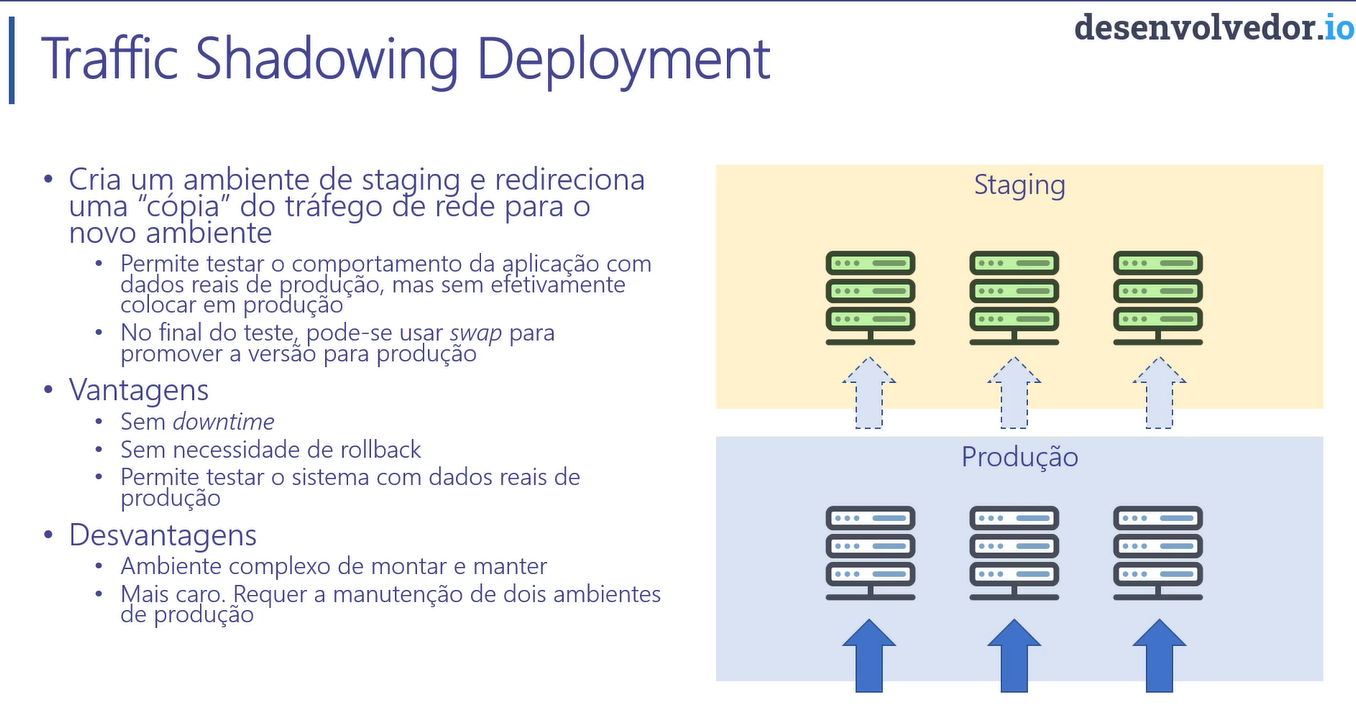 desenvolvedor.io
Traffic Shadowing Deployment
• Cria um ambiente de staging e redireciona
uma “cópia” do tráfego de rede para o
novo ambiente
• Permite testar o comportamento da aplicação com
dados reais de produção, mas sem efetivamente
colocar em produção
• No final do teste, pode-se usar swap para
promover a versão para produção
• Vantagens
• Sem downtime
• Sem necessidade de rollback
• Permite testar o sistema com dados reais de
produção
• Desvantagens
• Ambiente complexo de montar e manter
• Mais caro. Requer a manutenção de dois ambientes
de produção
Staging
Produção